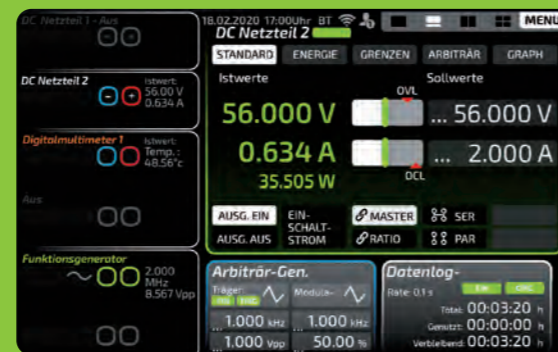 DC Netzteil 1 - Aus
18.02.2020 17:00Uhr BT
MENU
DC Netzteil 2
STANDARD ENERGIE GRENZEN ARBITRÄR GRAPH
DC Netzteil 2
Istwert:
56.00 V
0.634 A
Istwerte Sollwerte
OVL
56.000 V ... 56.000 V
0.634 A ... 2.000 A
DCL
35.505 W
Digitalmultimeter 1
Istwert:
Temp.:
48.56°c
Aus
AUSG. EIN EIN-SCHALT-STROM MASTER SER
AUSG. AUS RATIO PAR
Funktionsgenerator
2.000
MHz
8.567 Vpp
Arbiträr-Gen.
Träger: Modula-
1.000 kHz 1.000 kHz
1.000 Vpp 50.00 %
Datenlog-
Rate: 0,1 s
Total: 00:03:20 h
Genutzt: 00:00:00 h
Verbleibend: 00:03:20 h